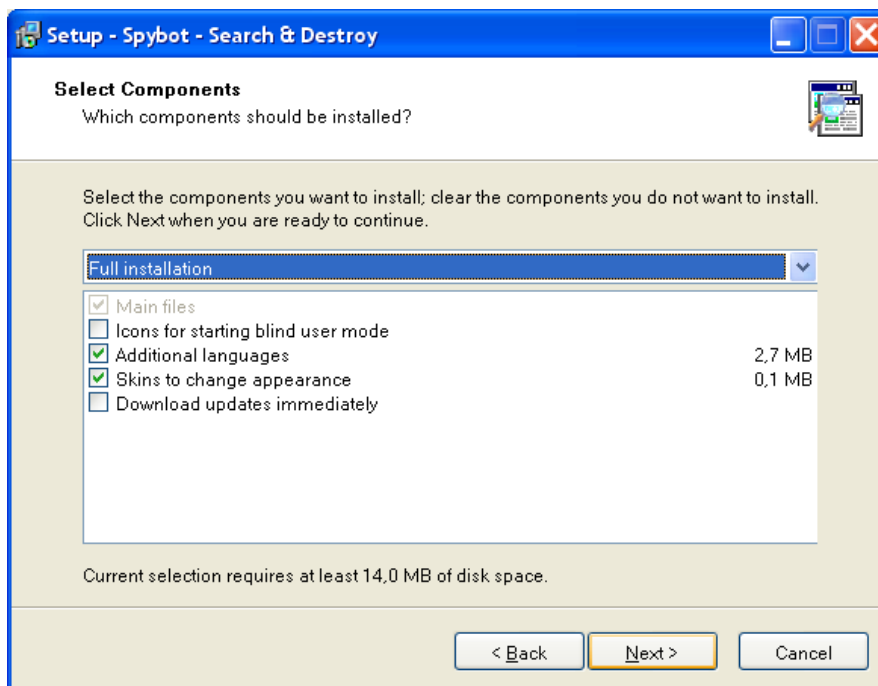 Setup - Spybot - Search & Destroy
Select Components
Which components should be installed?
Select the components you want to install; clear the components you do not want to install.
Click Next when you are ready to continue.
Full installation
Main files
Icons for starting blind user mode
Additional languages 2,7 MB
Skins to change appearance 0,1 MB
Download updates immediately
Current selection requires at least 14,0 MB of disk space.
< Back Next > Cancel